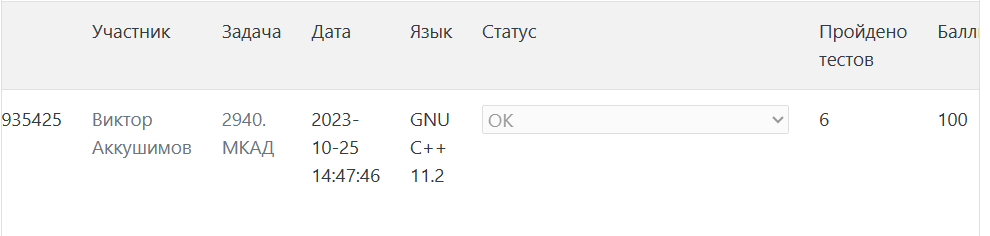 Участник Задача Дата Язык Статус Пройдено Балл
тестов
935425 Виктор 2940. 2023- GNU OK 6 100
Аккушимов МКАД 10-25 C++
14:47:46 11.2